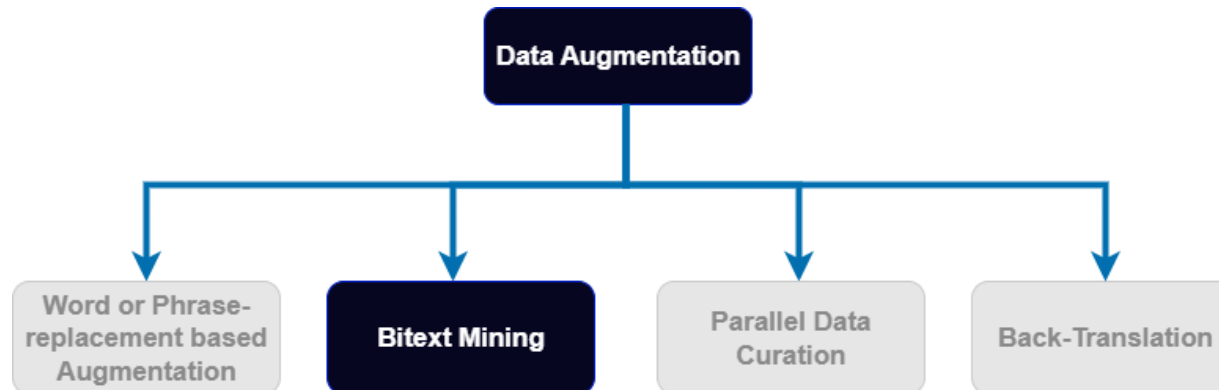 Data Augmentation
Word or Phrase-
replacement based
Augmentation
Bitext Mining
Parallel Data
Curation
Back-Translation